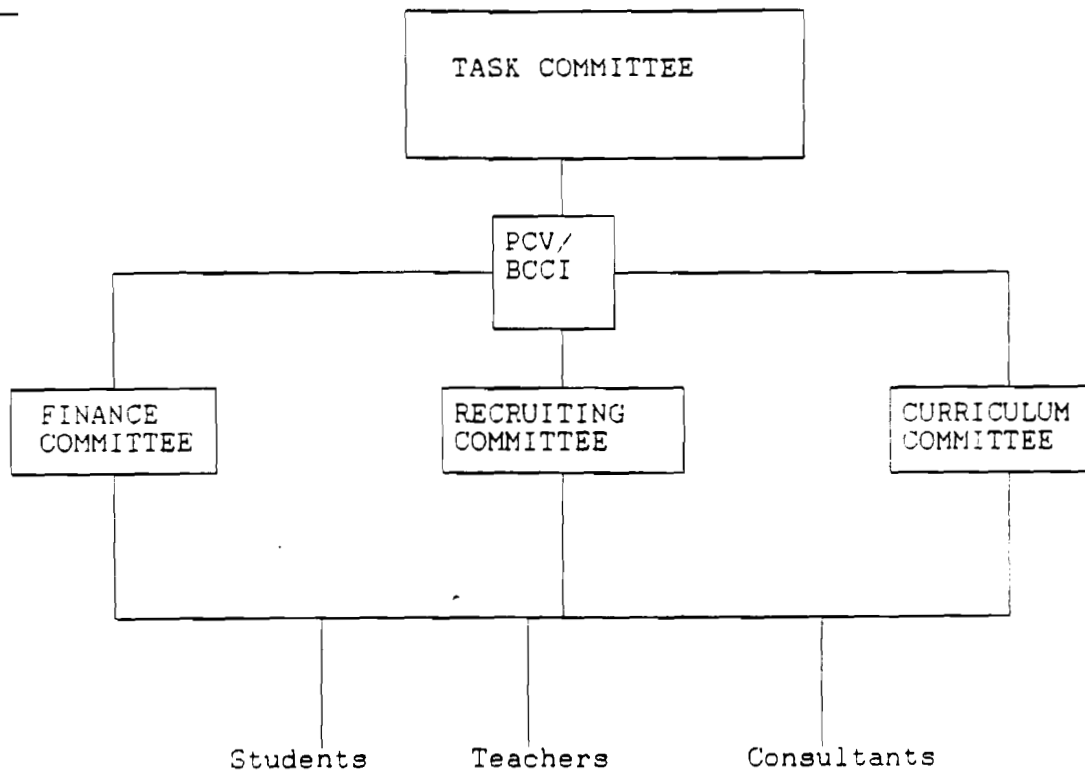 TASK COMMITTEE
PCV/
BCCI
FINANCE
COMMITTEE
RECRUITING
COMMITTEE
CURRICULUM
COMMITTEE
Students
Teachers
Consultants